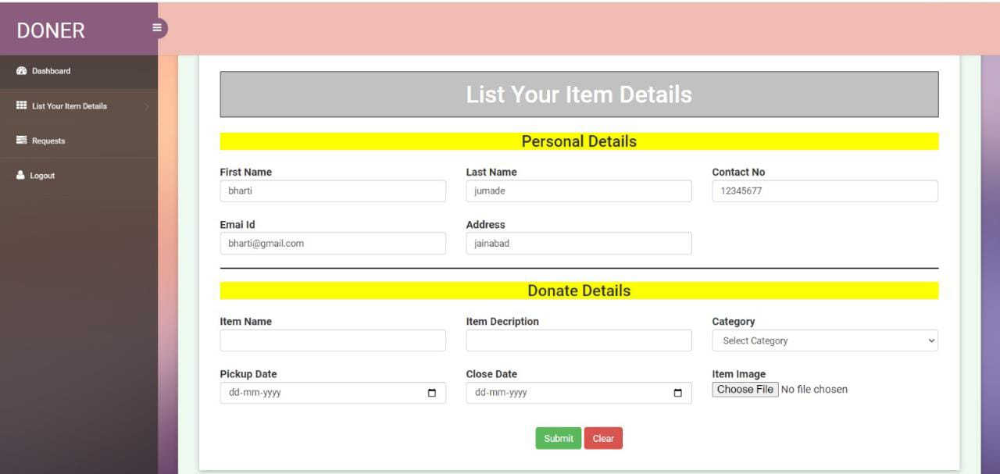 DONER
Dashboard
List Your Item Details
Requests
Logout
List Your Item Details
Personal Details
First Name Last Name Contact No
bharti jumade 12345677
Emai Id Address
bharti@gmail.com jainabad
Donate Details
Item Name Item Decription Category
Select Category
Pickup Date Close Date Item Image
dd-mm-yyyy dd-mm-yyyy Choose File No file chosen
Submit Clear